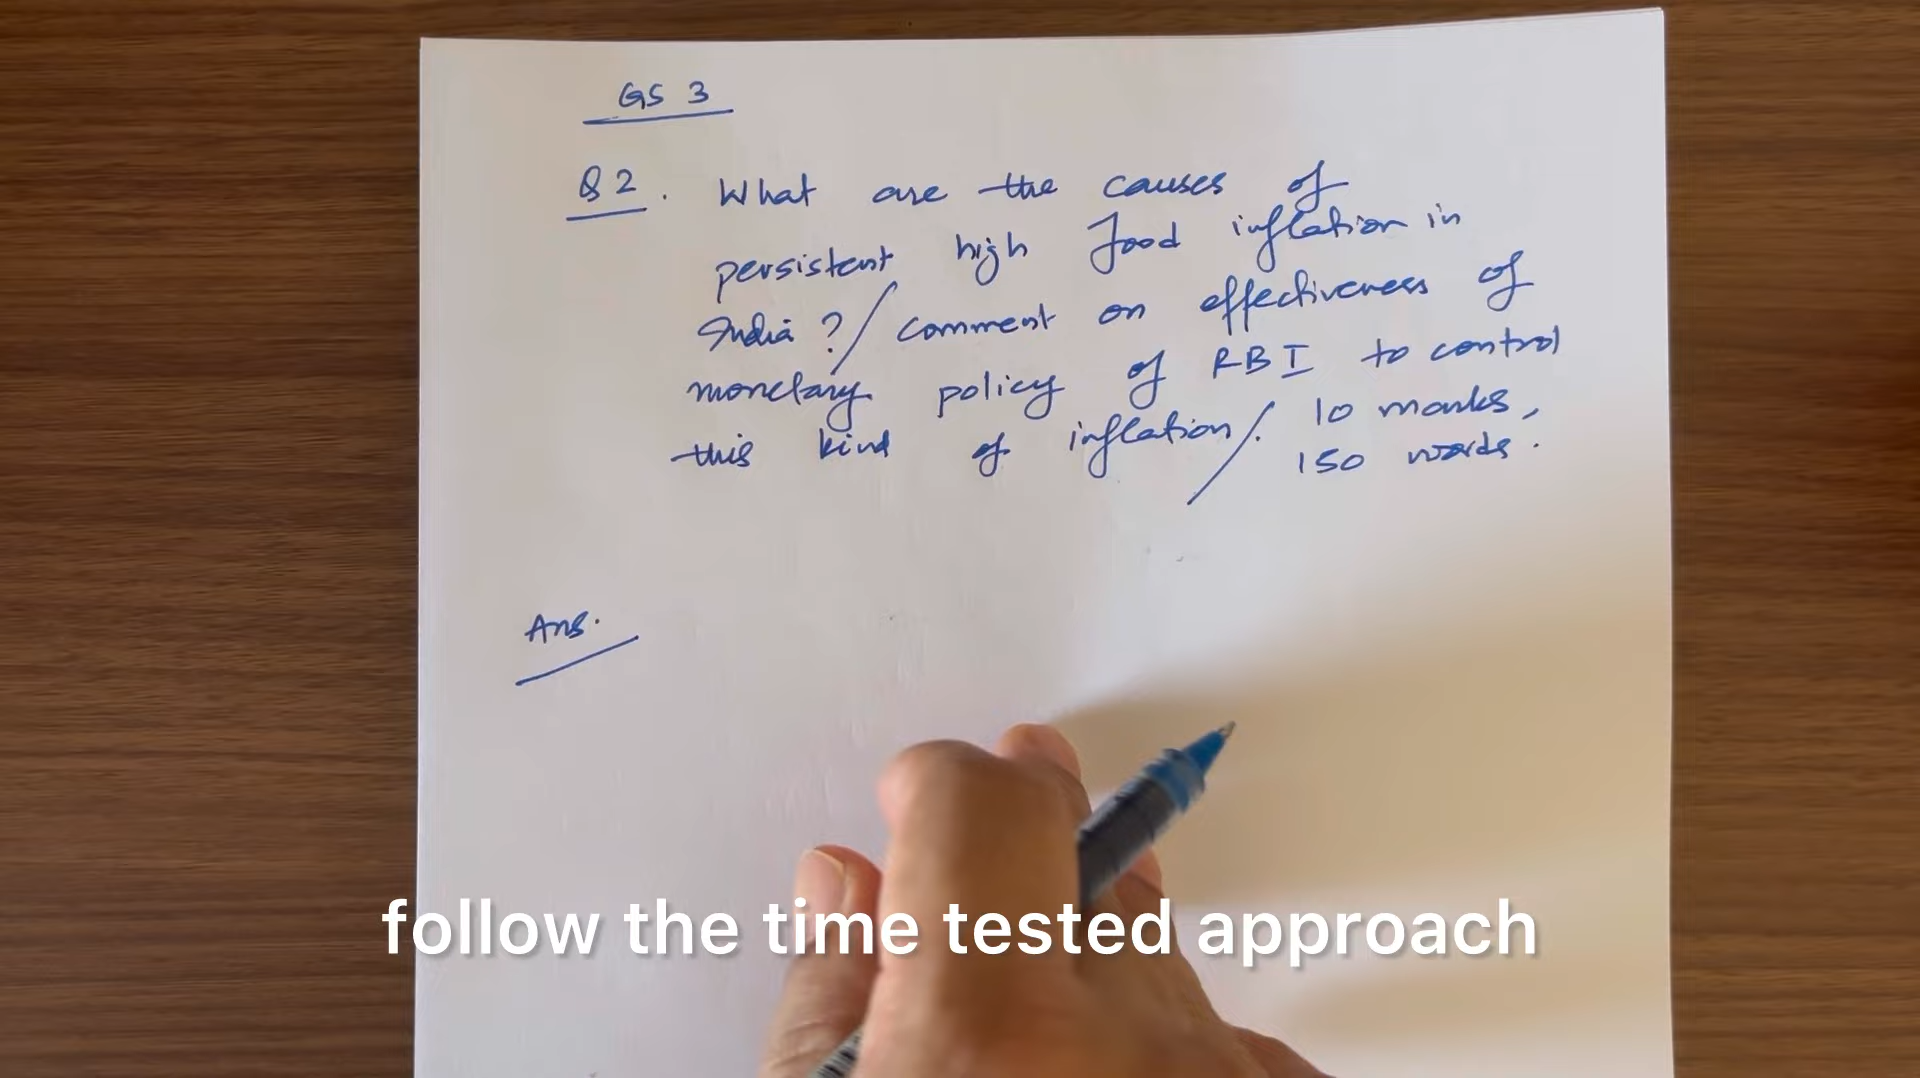 GS 3
Q2. What are the causes of
persistent high food inflation in
India? / Comment on effectiveness of
monetary policy of RBI to control
this kind of inflation/. 10 marks,
150 words.
Ans.
follow the time tested approach